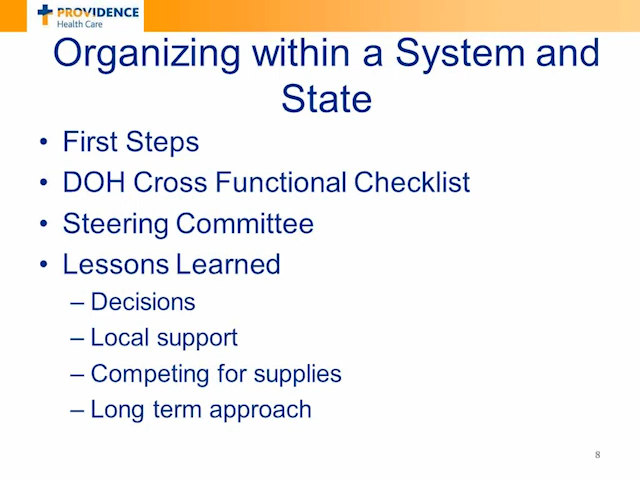 PROVIDENCE
Health Care
Organizing within a System and
State
• First Steps
• DOH Cross Functional Checklist
• Steering Committee
• Lessons Learned
– Decisions
– Local support
– Competing for supplies
– Long term approach
8